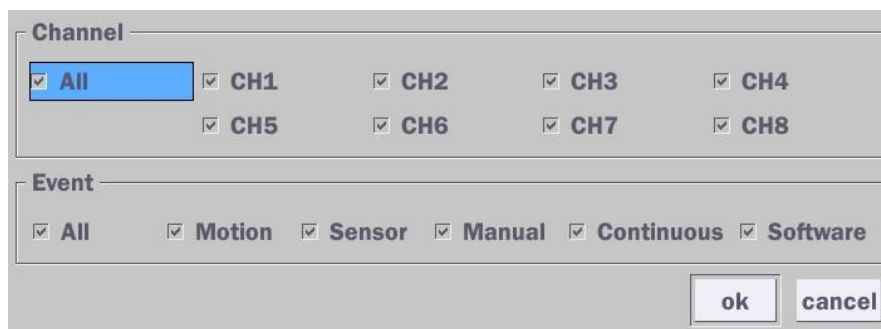 Channel
All CH1 CH2 CH3 CH4
CH5 CH6 CH7 CH8
Event
All Motion Sensor Manual Continuous Software
ok cancel